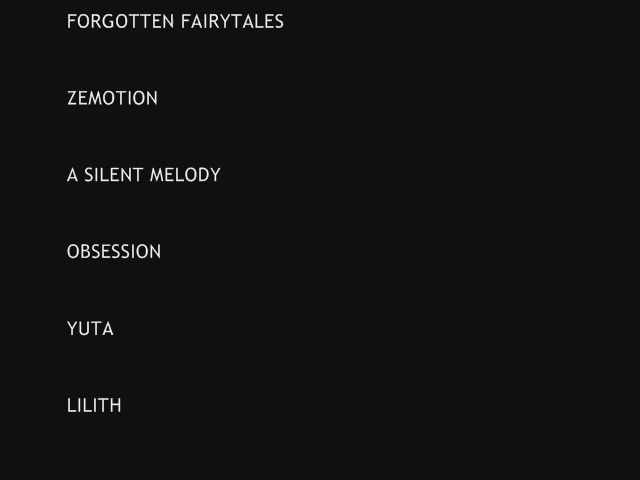 FORGOTTEN FAIRYTALES
ZEMOTION
A SILENT MELODY
OBSESSION
YUTA
LILITH